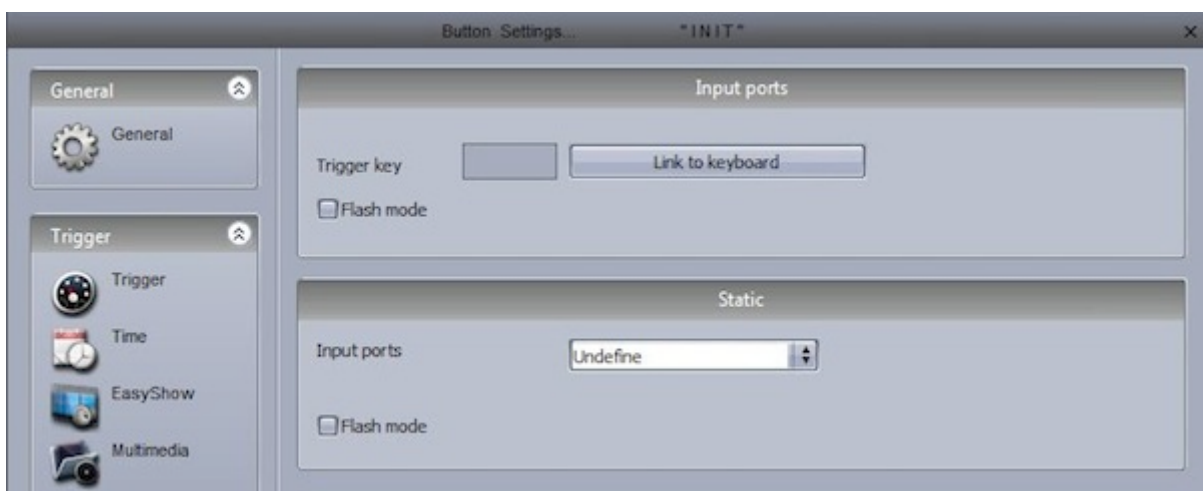 Button Settings... "INIT"
General
General
Trigger
Trigger
Time
EasyShow
Multimedia
Input ports
Trigger key
Link to keyboard
Flash mode
Static
Input ports
Undefine
Flash mode